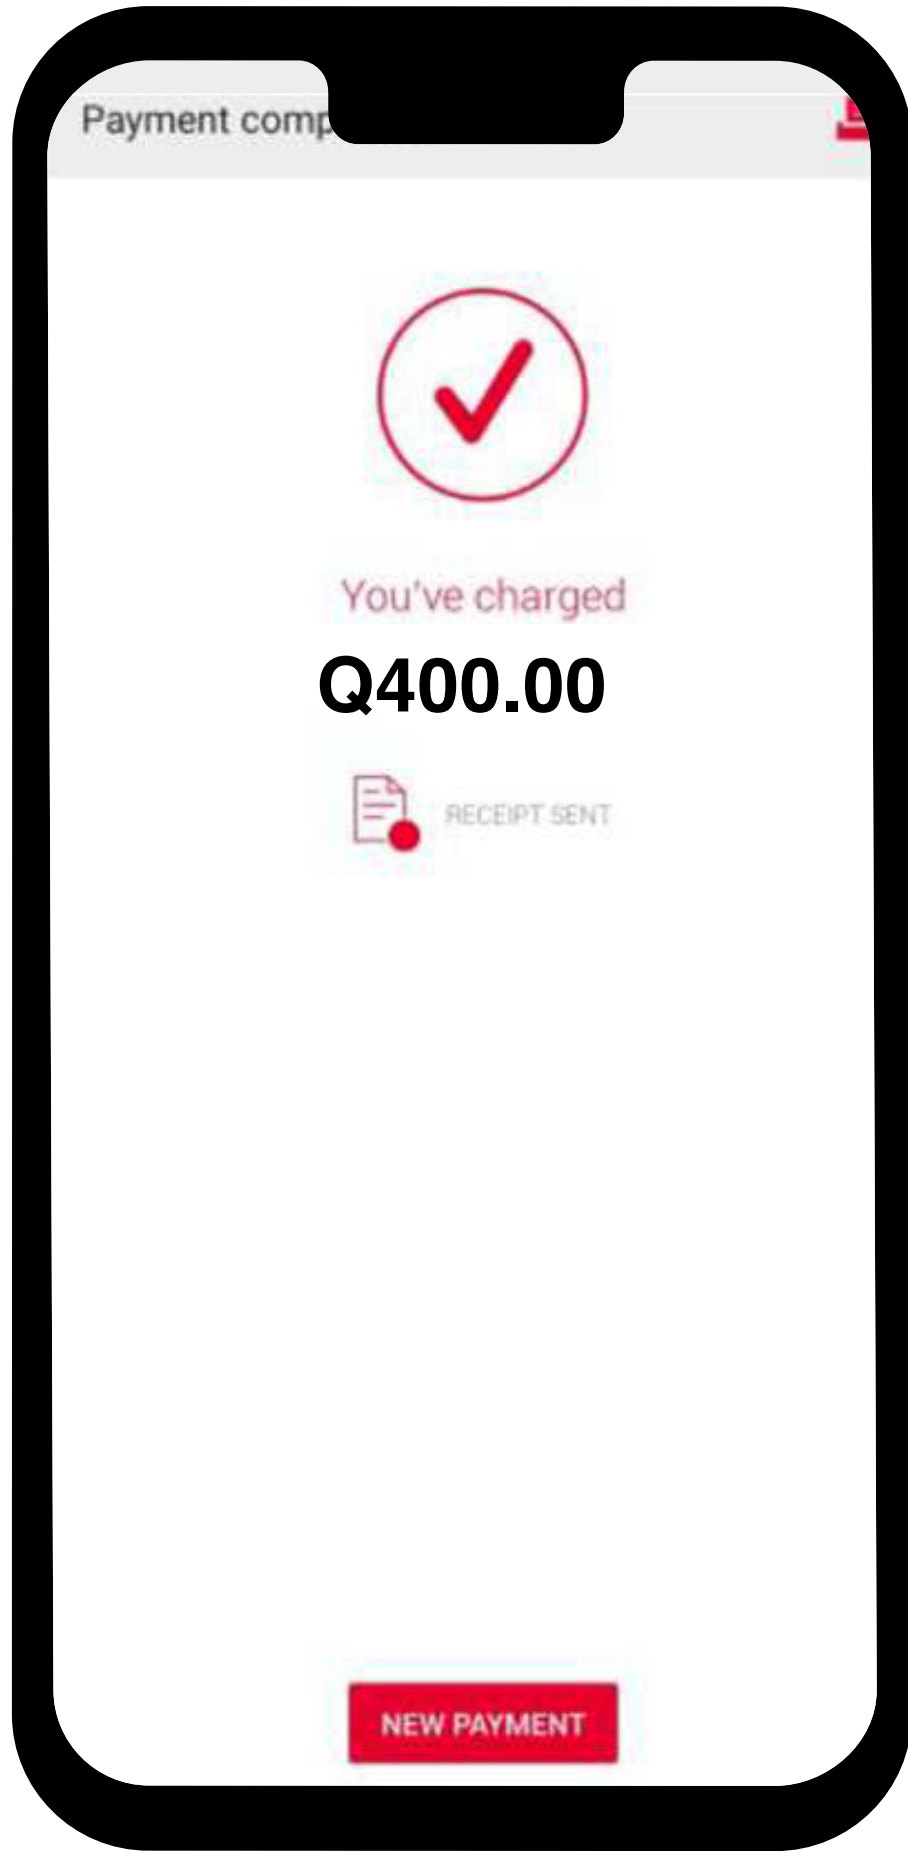 Payment comp
You've charged
Q400.00
RECEIPT SENT
NEW PAYMENT